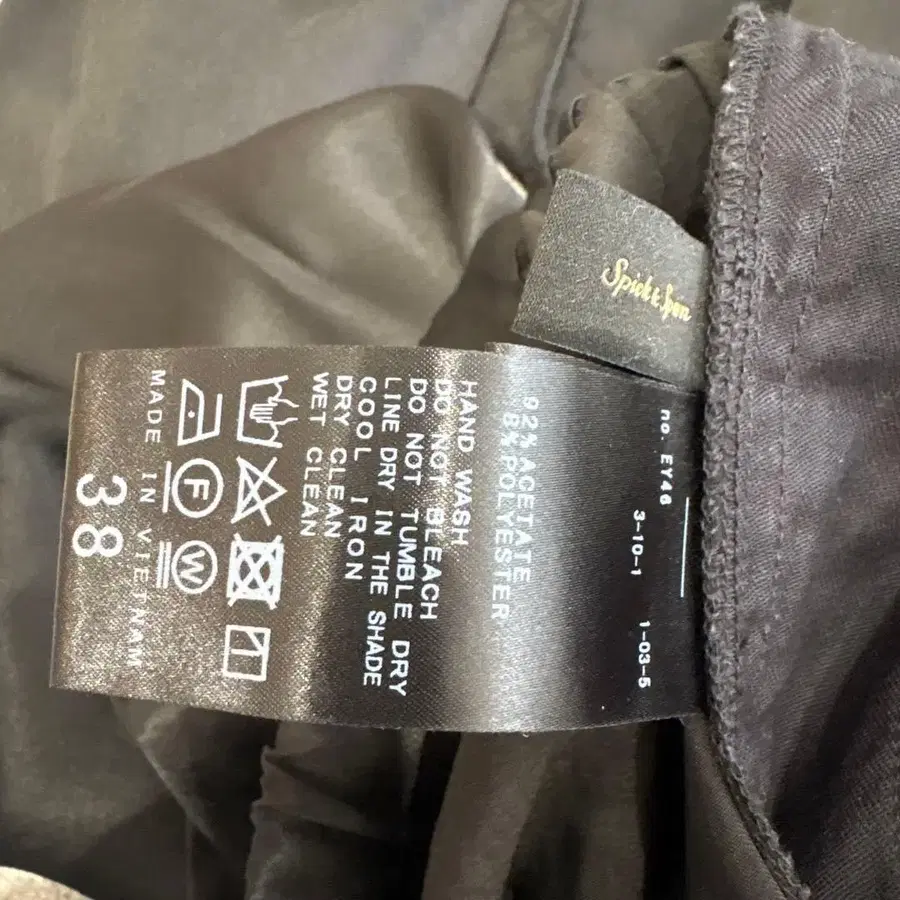 Spick & Span
no. EY46
3-10-1
1-03-5
92% ACETATE
8% POLYESTER
HAND WASH
DO NOT BLEACH
DO NOT TUMBLE DRY
LINE DRY IN THE SHADE
COOL IRON
DRY CLEAN
WET CLEAN
F
W
MADE IN VIETNAM
38